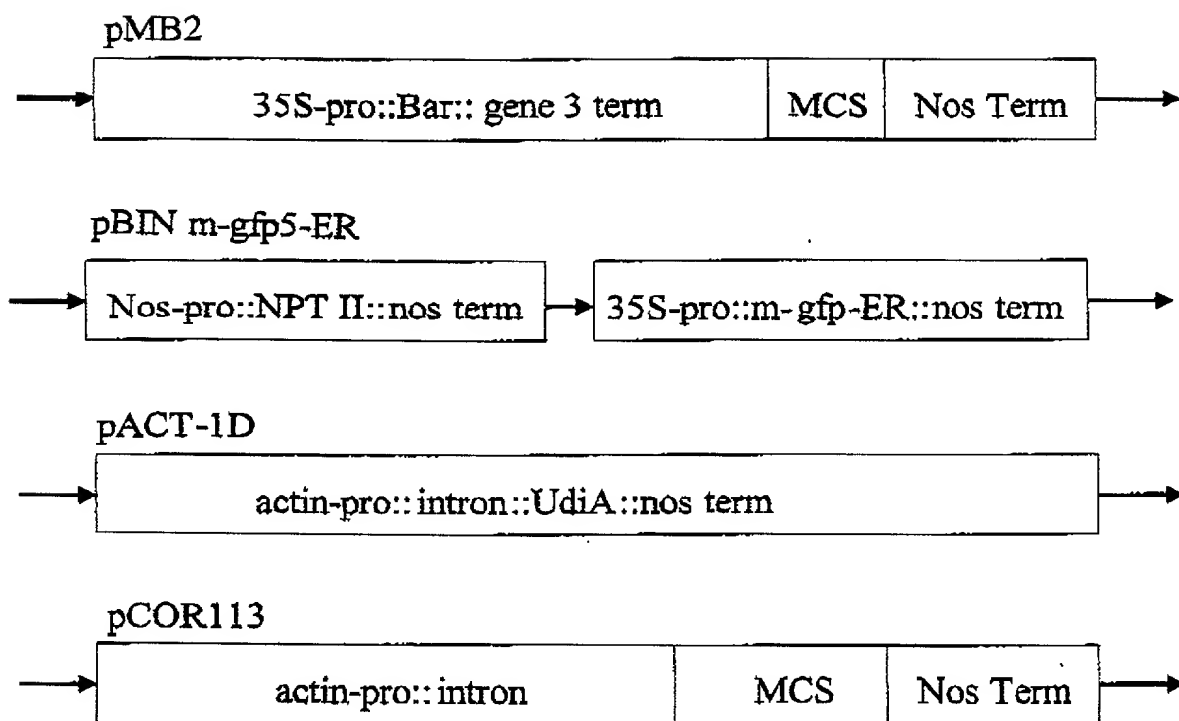 pMB2
35S-pro::Bar:: gene 3 term MCS Nos Term
pBIN m-gfp5-ER
Nos-pro::NPT II::nos term 35S-pro::m-gfp-ER::nos term
pACT-1D
actin-pro::intron::UdiA::nos term
pCOR113
actin-pro::intron MCS Nos Term